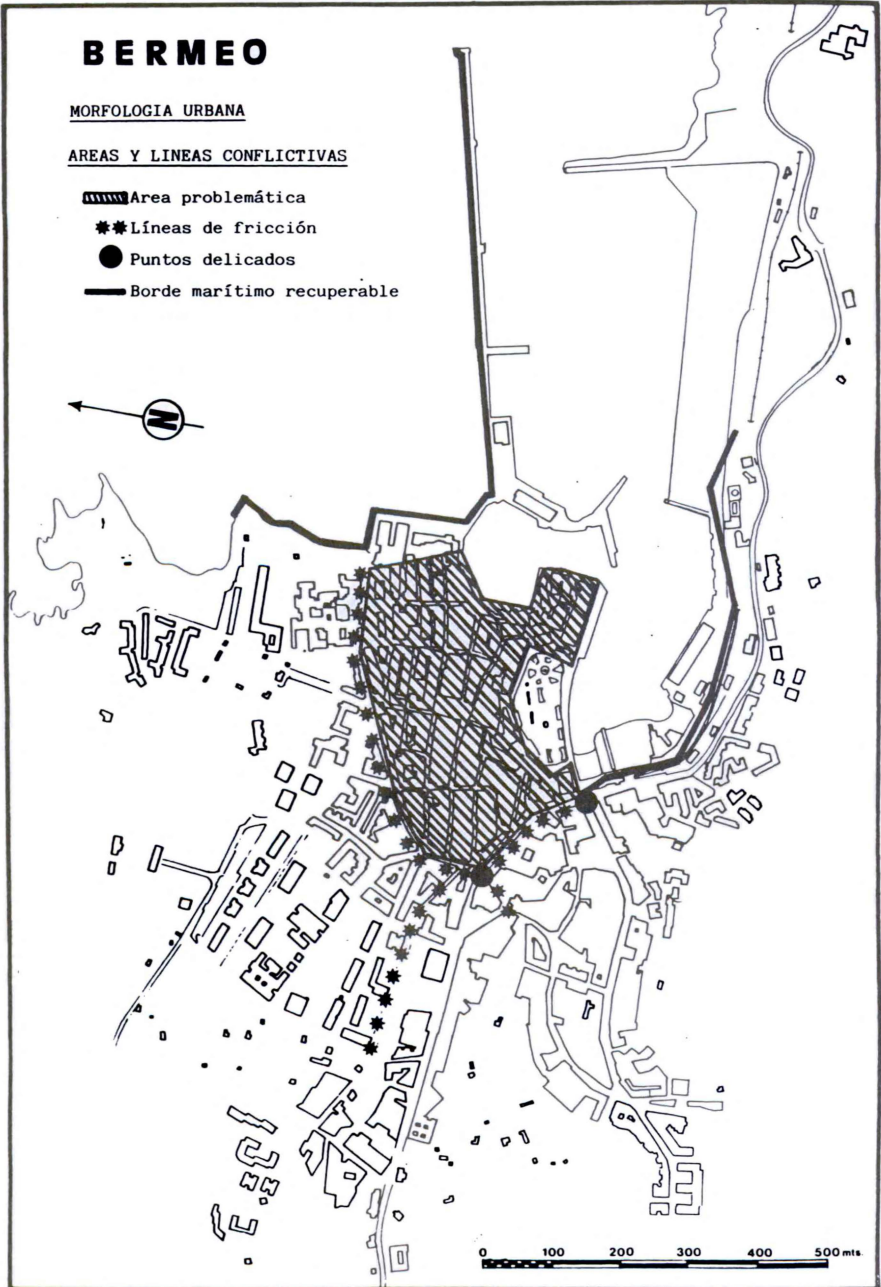 BERMEO
MORFOLOGIA URBANA
AREAS Y LINEAS CONFLICTIVAS
Area problemática
Líneas de fricción
Puntos delicados
Borde marítimo recuperable
N
0 100 200 300 400 500 mts.